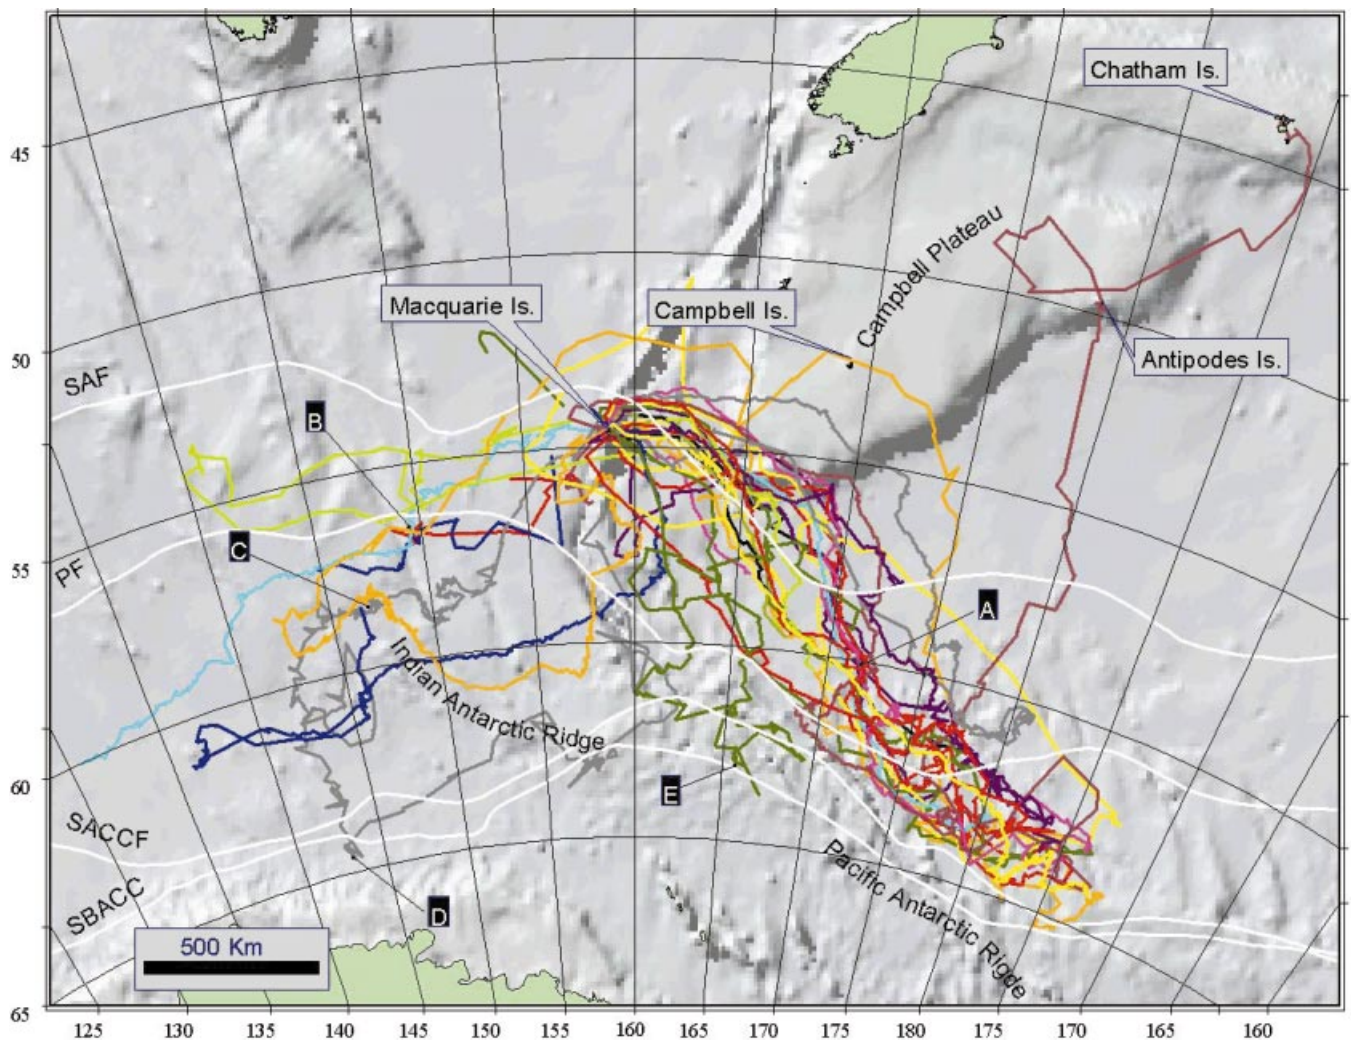 Chatham Is.
45
Campbell Plateau
Macquarie Is.
Campbell Is.
Antipodes Is.
50
SAF
B
C
PF
55
A
Indian Antarctic Ridge
60
E
SACCF
SBACC
D
Pacific Antarctic Rigde
500 Km
65
125 130 135 140 145 150 155 160 165 170 175 180 175 170 165 160